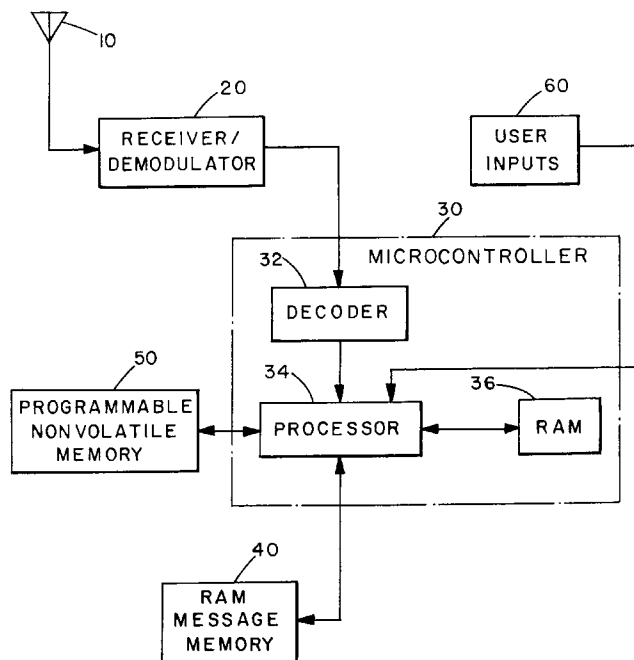 10
20
RECEIVER/
DEMODULATOR
60
USER
INPUTS
30
MICROCONTROLLER
32
DECODER
50
PROGRAMMABLE
NONVOLATILE
MEMORY
34
PROCESSOR
36
RAM
40
RAM
MESSAGE
MEMORY